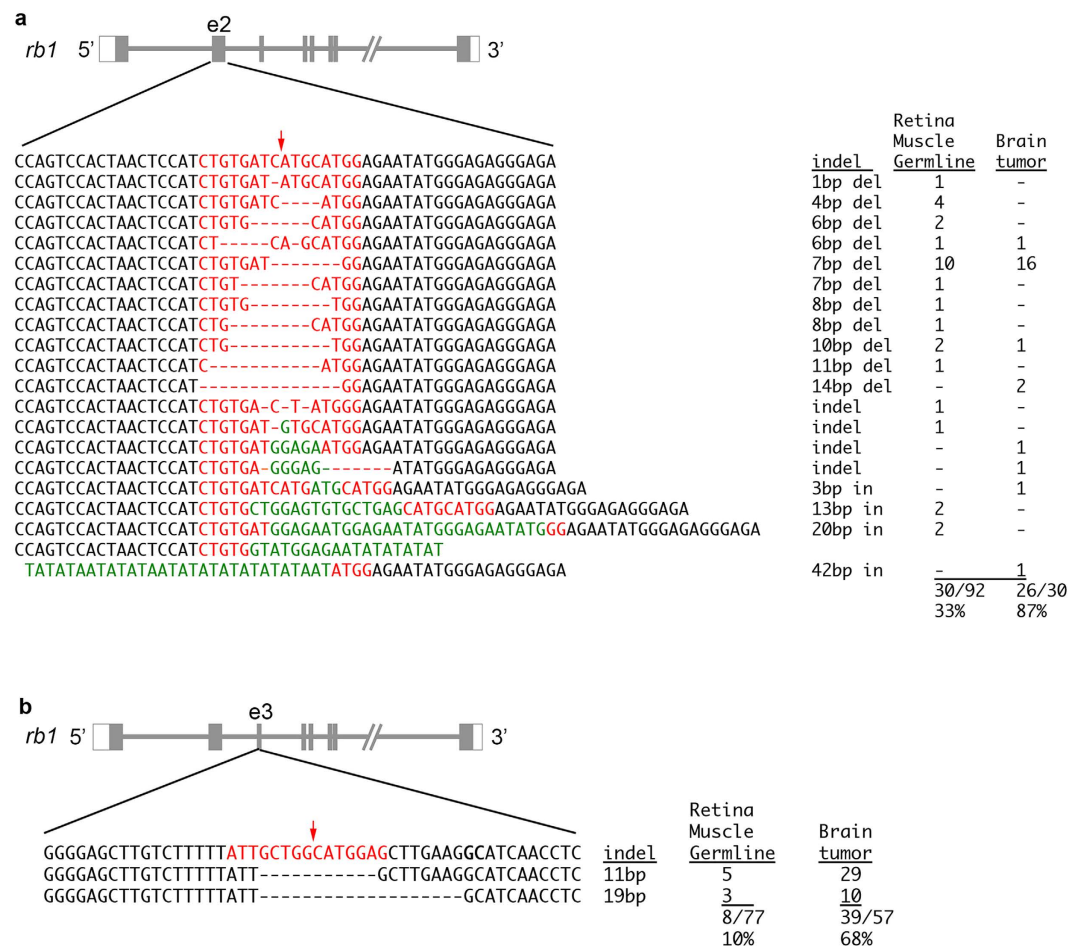 a
e2
rb1 5’ 3’
Retina
Muscle Brain
indel Germline tumor
CCAGTCCACTAACTCCATCTGTGATCATGCATGGAGAATATGGGAGAGGGAGA
CCAGTCCACTAACTCCATCTGTGAT-ATGCATGGAGAATATGGGAGAGGGAGA 1bp del 1 –
CCAGTCCACTAACTCCATCTGTGATC----ATGGAGAATATGGGAGAGGGAGA 4bp del 4 –
CCAGTCCACTAACTCCATCTGTG------CATGGAGAATATGGGAGAGGGAGA 6bp del 2 –
CCAGTCCACTAACTCCATCT-----CA-GCATGGAGAATATGGGAGAGGGAGA 6bp del 1 1
CCAGTCCACTAACTCCATCTGTGAT-------GGAGAATATGGGAGAGGGAGA 7bp del 10 16
CCAGTCCACTAACTCCATCTGT-------CATGGAGAATATGGGAGAGGGAGA 7bp del 1 –
CCAGTCCACTAACTCCATCTGTG--------TGGAGAATATGGGAGAGGGAGA 8bp del 1 –
CCAGTCCACTAACTCCATCTG--------CATGGAGAATATGGGAGAGGGAGA 8bp del 1 –
CCAGTCCACTAACTCCATCTG----------TGGAGAATATGGGAGAGGGAGA 10bp del 2 1
CCAGTCCACTAACTCCATC-----------ATGGAGAATATGGGAGAGGGAGA 11bp del 1 –
CCAGTCCACTAACTCCAT--------------GGAGAATATGGGAGAGGGAGA 14bp del – 2
CCAGTCCACTAACTCCATCTGTGA-C-T-ATGGGAGAATATGGGAGAGGGAGA indel 1 –
CCAGTCCACTAACTCCATCTGTGAT-GTGCATGGAGAATATGGGAGAGGGAGA indel 1 –
CCAGTCCACTAACTCCATCTGTGATGGAGAATGGAGAATATGGGAGAGGGAGA indel – 1
CCAGTCCACTAACTCCATCTGTGA-GGGAG-------ATATGGGAGAGGGAGA indel – 1
CCAGTCCACTAACTCCATCTGTGATCATGATGCATGGAGAATATGGGAGAGGGAGA 3bp in – 1
CCAGTCCACTAACTCCATCTGTGCTGGAGTGTGCTGAGCATGCATGGAGAATATGGGAGAGGGAGA 13bp in 2 –
CCAGTCCACTAACTCCATCTGTGATGGAGAATGGAGAATATGGGAGAATATGGGAGAATATGGGAGAGGGAGA 20bp in 2 –
CCAGTCCACTAACTCCATCTGTGGTATGGAGAATATATATAT
TATATAATATATAATATATATATATATAATATGGAGAATATGGGAGAGGGAGA 42bp in – 1
30/92 26/30
33% 87%
b
e3
rb1 5’ 3’
Retina
Muscle Brain
indel Germline tumor
GGGGAGCTTGTCTTTTTATTGCTGGCATGGAGCTTGAAGGCATCAACCTC
GGGGAGCTTGTCTTTTTATT-----------GCTTGAAGGCATCAACCTC 11bp 5 29
GGGGAGCTTGTCTTTTTATT-------------------GCATCAACCTC 19bp 3 10
8/77 39/57
10% 68%